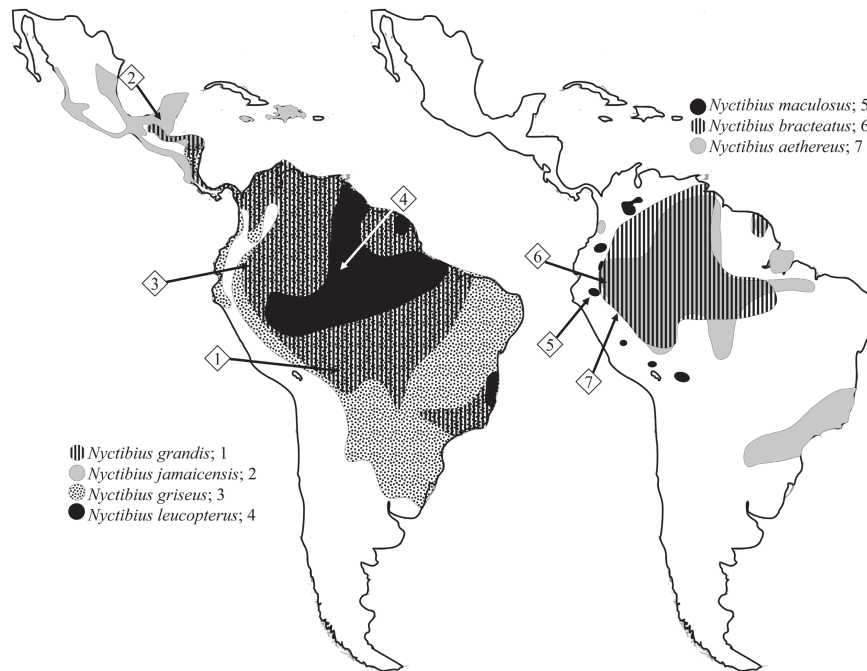 2
Nyctibius maculosus; 5
Nyctibius bracteatus; 6
Nyctibius aethereus; 7
4
3
6
5
1
7
Nyctibius grandis; 1
Nyctibius jamaicensis; 2
Nyctibius griseus; 3
Nyctibius leucopterus; 4